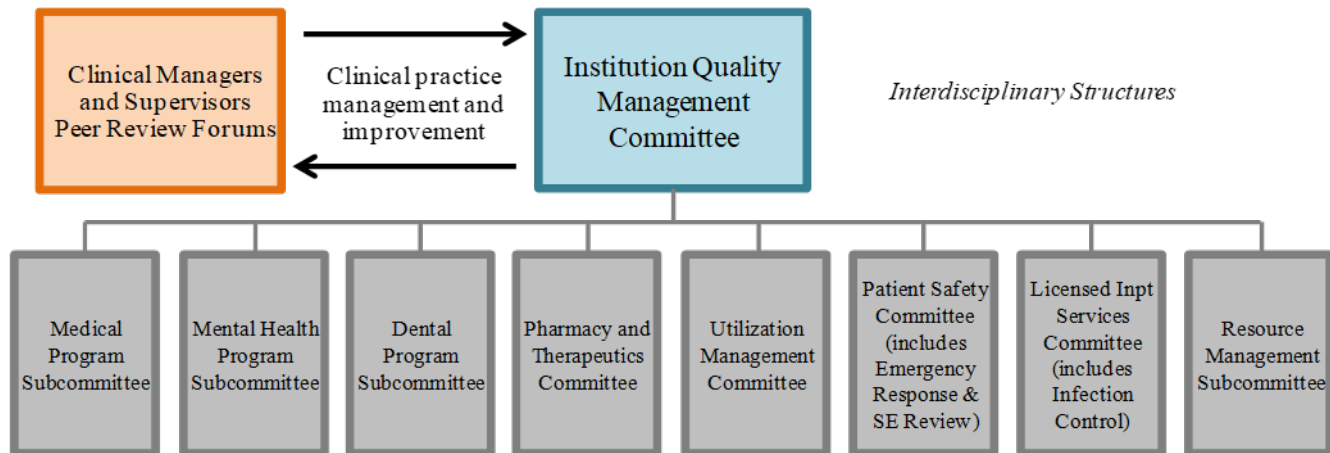 Clinical Managers
and Supervisors
Peer Review Forums
Clinical practice
management and
improvement
Institution Quality
Management
Committee
Interdisciplinary Structures
Medical
Program
Subcommittee
Mental Health
Program
Subcommittee
Dental
Program
Subcommittee
Pharmacy and
Therapeutics
Committee
Utilization
Management
Committee
Patient Safety
Committee
(includes
Emergency
Response &
SE Review)
Licensed Inpt
Services
Committee
(includes
Infection
Control)
Resource
Management
Subcommittee